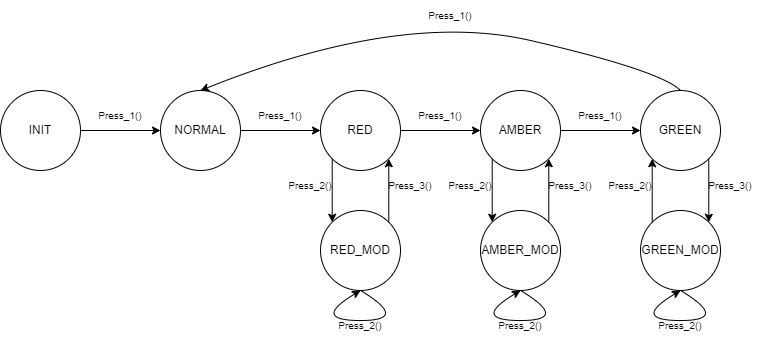 Press_1()
Press_1()
Press_1()
Press_1()
Press_1()
INIT
NORMAL
RED
AMBER
GREEN
Press_2()
Press_3()
Press_2()
Press_3()
Press_2()
Press_3()
RED_MOD
AMBER_MOD
GREEN_MOD
Press_2()
Press_2()
Press_2()